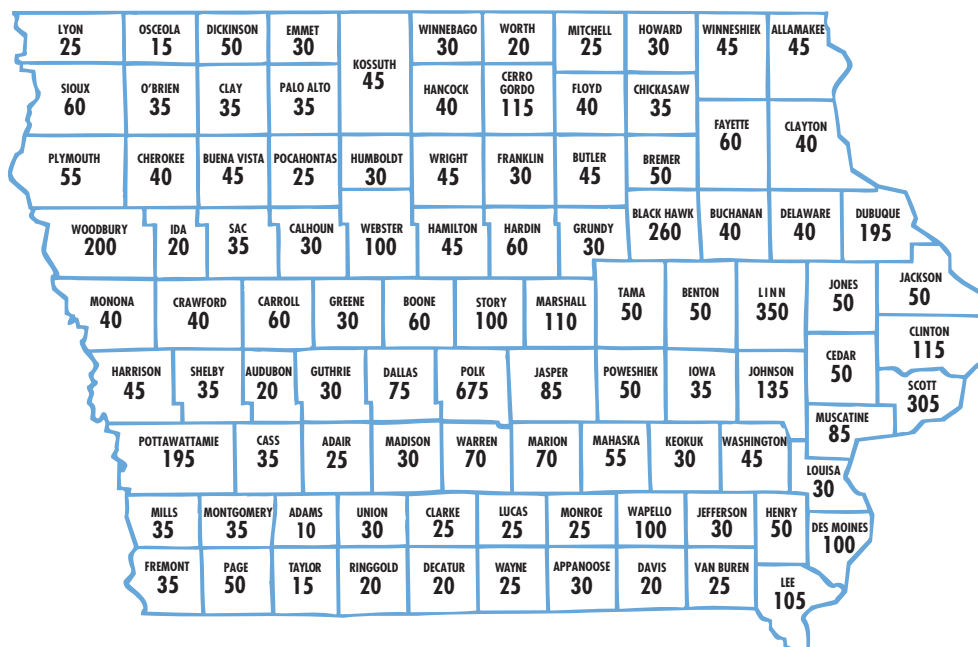 LYON
25
OSCEOLA
15
DICKINSON
50
EMMET
30
KOSSUTH
45
WINNEBAGO
30
WORTH
20
MITCHELL
25
HOWARD
30
WINNESHIEK
45
ALLAMAKEE
45
SIOUX
60
O'BRIEN
35
CLAY
35
PALO ALTO
35
HANCOCK
40
CERRO
GORDO
115
FLOYD
40
CHICKASAW
35
FAYETTE
60
CLAYTON
40
PLYMOUTH
55
CHEROKEE
40
BUENA VISTA
45
POCAHONTAS
25
HUMBOLDT
30
WRIGHT
45
FRANKLIN
30
BUTLER
45
BREMER
50
WOODBURY
200
IDA
20
SAC
35
CALHOUN
30
WEBSTER
100
HAMILTON
45
HARDIN
60
GRUNDY
30
BLACK HAWK
260
BUCHANAN
40
DELAWARE
40
DUBUQUE
195
MONONA
40
CRAWFORD
40
CARROLL
60
GREENE
30
BOONE
60
STORY
100
MARSHALL
110
TAMA
50
BENTON
50
LINN
350
JONES
50
JACKSON
50
CLINTON
115
HARRISON
45
SHELBY
35
AUDUBON
20
GUTHRIE
30
DALLAS
75
POLK
675
JASPER
85
POWESHIEK
50
IOWA
35
JOHNSON
135
CEDAR
50
SCOTT
305
MUSCATINE
85
POTTAWATTAMIE
195
CASS
35
ADAIR
25
MADISON
30
WARREN
70
MARION
70
MAHASKA
55
KEOKUK
30
WASHINGTON
45
LOUISA
30
MILLS
35
MONTGOMERY
35
ADAMS
10
UNION
30
CLARKE
25
LUCAS
25
MONROE
25
WAPELLO
100
JEFFERSON
30
HENRY
50
DES MOINES
100
FREMONT
35
PAGE
50
TAYLOR
15
RINGGOLD
20
DECATUR
20
WAYNE
25
APPANOOSE
30
DAVIS
20
VAN BUREN
25
LEE
105